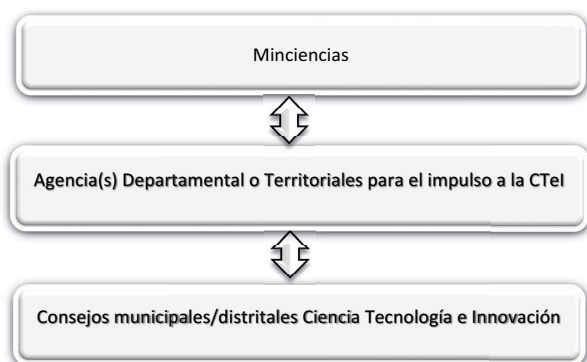 Minciencias
Agencia(s) Departamental o Territoriales para el impulso a la CTeI
Consejos municipales/distritales Ciencia Tecnología e Innovación